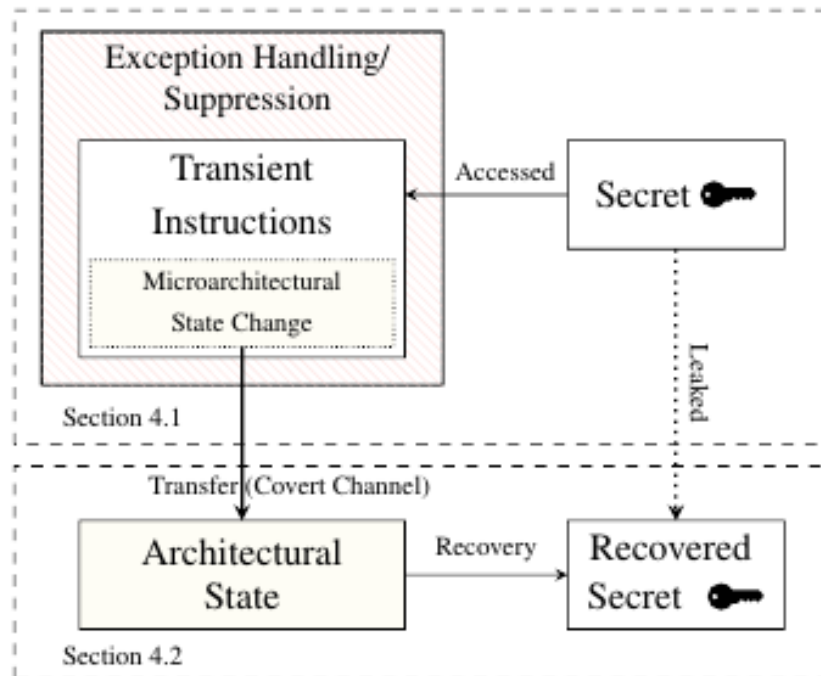 Exception Handling/
Suppression
Transient
Instructions
Microarchitectural
State Change
Accessed
Secret
Leaked
Section 4.1
Transfer (Covert Channel)
Architectural
State
Recovery
Recovered
Secret
Section 4.2